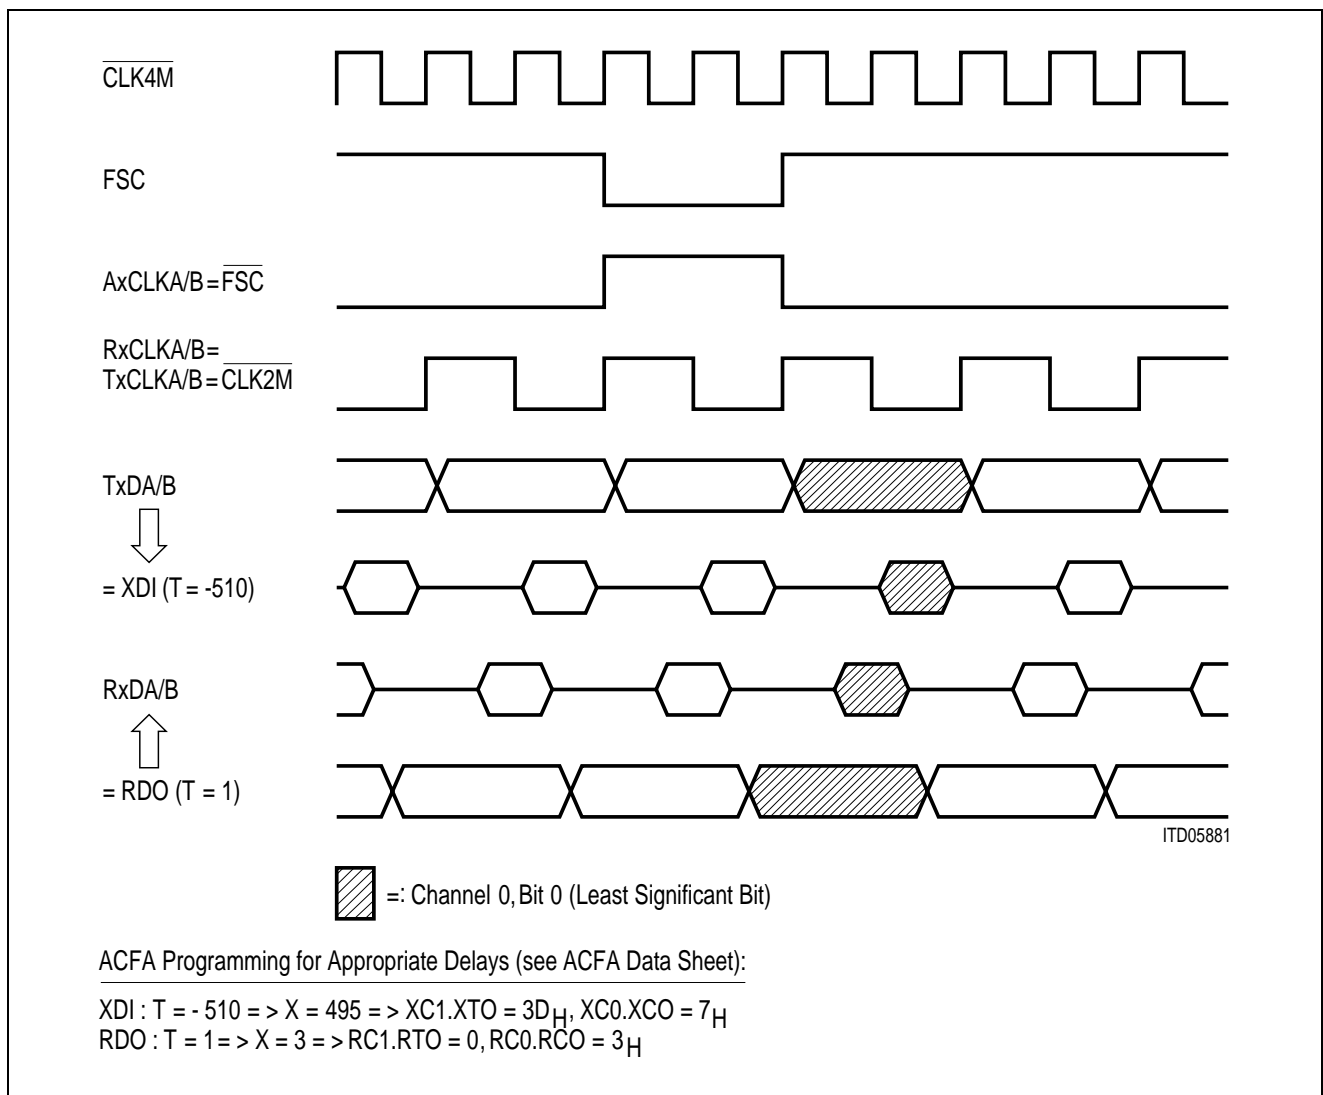 CLK4M
FSC
AxCLKA/B=FSC
RxCLKA/B=
TxCLKA/B=CLK2M
TxDA/B
= XDI (T = -510)
RxDA/B
= RDO (T = 1)
ITD05881
=: Channel 0, Bit 0 (Least Significant Bit)
ACFA Programming for Appropriate Delays (see ACFA Data Sheet):
XDI : T = - 510 = > X = 495 = > XC1.XTO = 3DH, XC0.XCO = 7H
RDO : T = 1 = > X = 3 = > RC1.RTO = 0, RC0.RCO = 3H